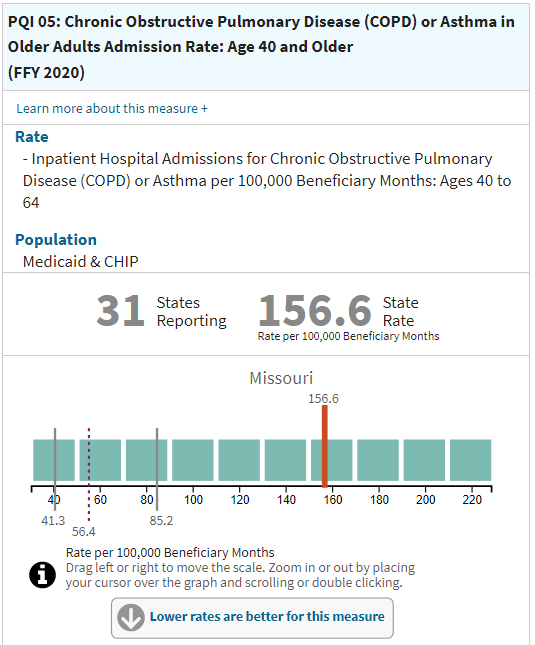 PQI 05: Chronic Obstructive Pulmonary Disease (COPD) or Asthma in
Older Adults Admission Rate: Age 40 and Older
(FFY 2020)
Learn more about this measure +
Rate
- Inpatient Hospital Admissions for Chronic Obstructive Pulmonary
Disease (COPD) or Asthma per 100,000 Beneficiary Months: Ages 40 to
64
Population
Medicaid & CHIP
31 States Reporting
156.6 State Rate
Rate per 100,000 Beneficiary Months
Missouri
156.6
40 60 80 100 120 140 160 180 200 220
41.3 85.2
56.4
Rate per 100,000 Beneficiary Months
Drag left or right to move the scale. Zoom in or out by placing
your cursor over the graph and scrolling or double clicking.
Lower rates are better for this measure